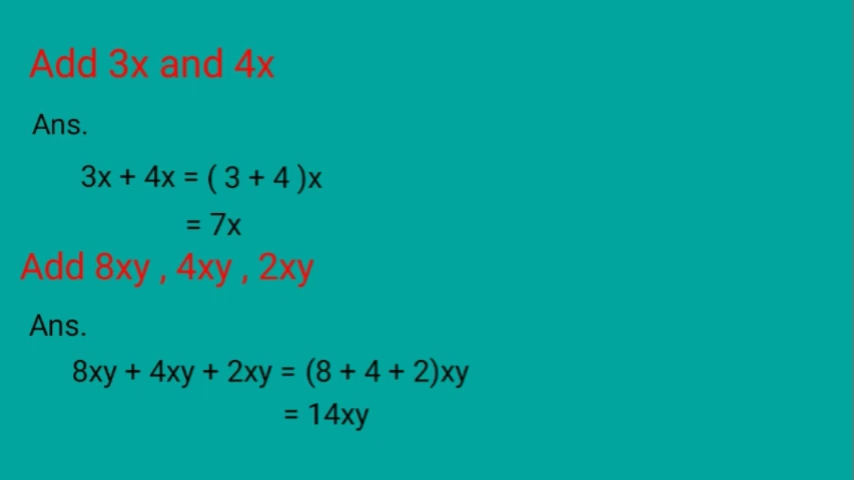 Add 3x and 4x
Ans.
3x + 4x = ( 3 + 4 )x
= 7x
Add 8xy , 4xy , 2xy
Ans.
8xy + 4xy + 2xy = (8 + 4 + 2)xy
= 14xy